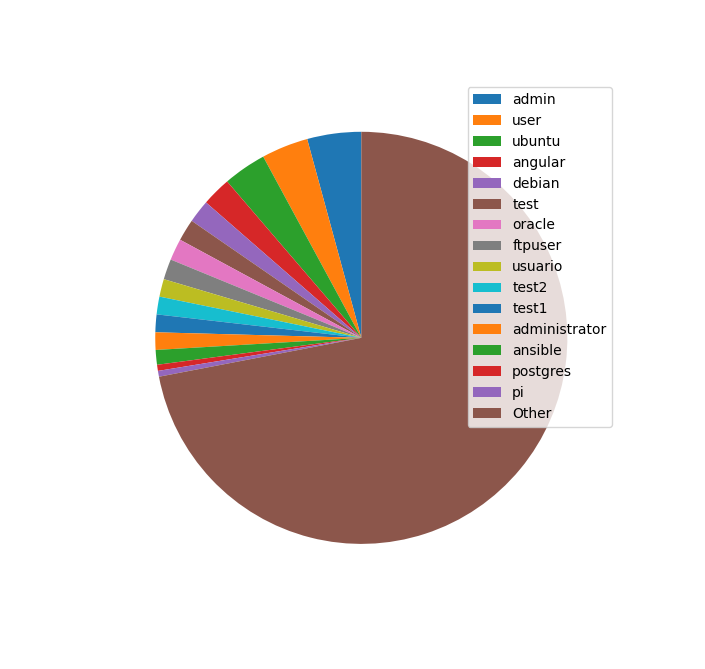 admin
user
ubuntu
angular
debian
test
oracle
ftpuser
usuario
test2
test1
administrator
ansible
postgres
pi
Other